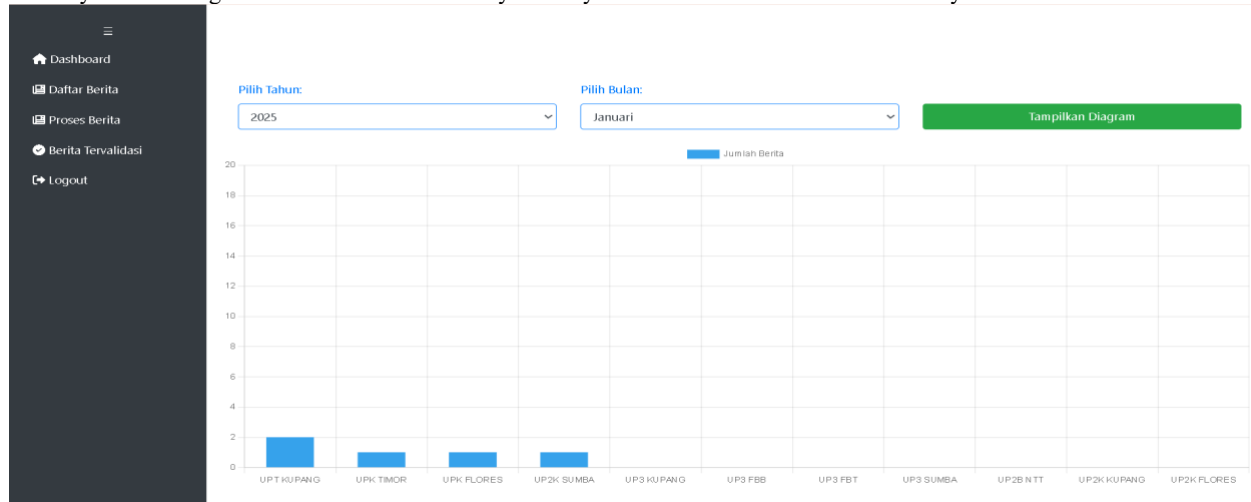 Dashboard
Daftar Berita
Proses Berita
Berita Tervalidasi
Logout
Pilih Tahun:
2025
Pilih Bulan:
Januari
Tampilkan Diagram
Jumlah Berita
20
18
16
14
12
10
8
6
4
2
0
UPT KUPANG UPK TIMOR UPK FLORES UP2K SUMBA UP3 KUPANG UP3 FBB UP3 FBT UP3 SUMBA UP2B NTT UP2K KUPANG UP2K FLORES